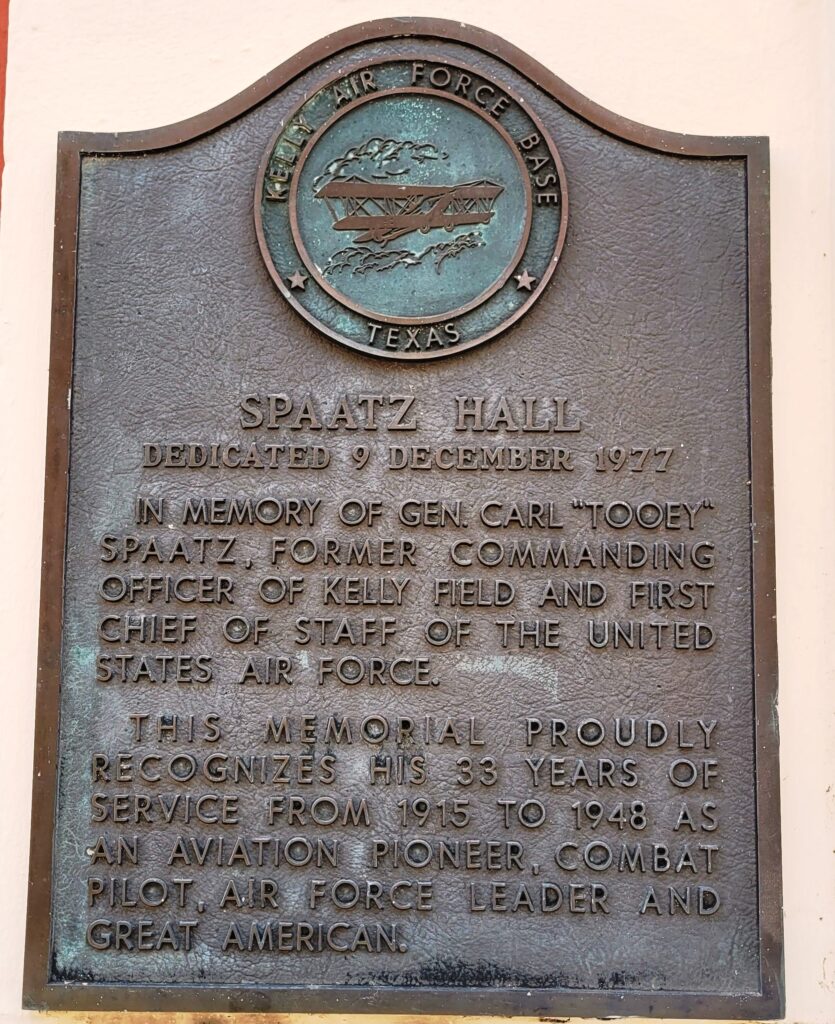 KELLY AIR FORCE BASE
TEXAS
SPAATZ HALL
DEDICATED 9 DECEMBER 1977
IN MEMORY OF GEN. CARL "TOOEY"
SPAATZ, FORMER COMMANDING
OFFICER OF KELLY FIELD AND FIRST
CHIEF OF STAFF OF THE UNITED
STATES AIR FORCE.
THIS MEMORIAL PROUDLY
RECOGNIZES HIS 33 YEARS OF
SERVICE FROM 1915 TO 1948 AS
AN AVIATION PIONEER, COMBAT
PILOT, AIR FORCE LEADER AND
GREAT AMERICAN.